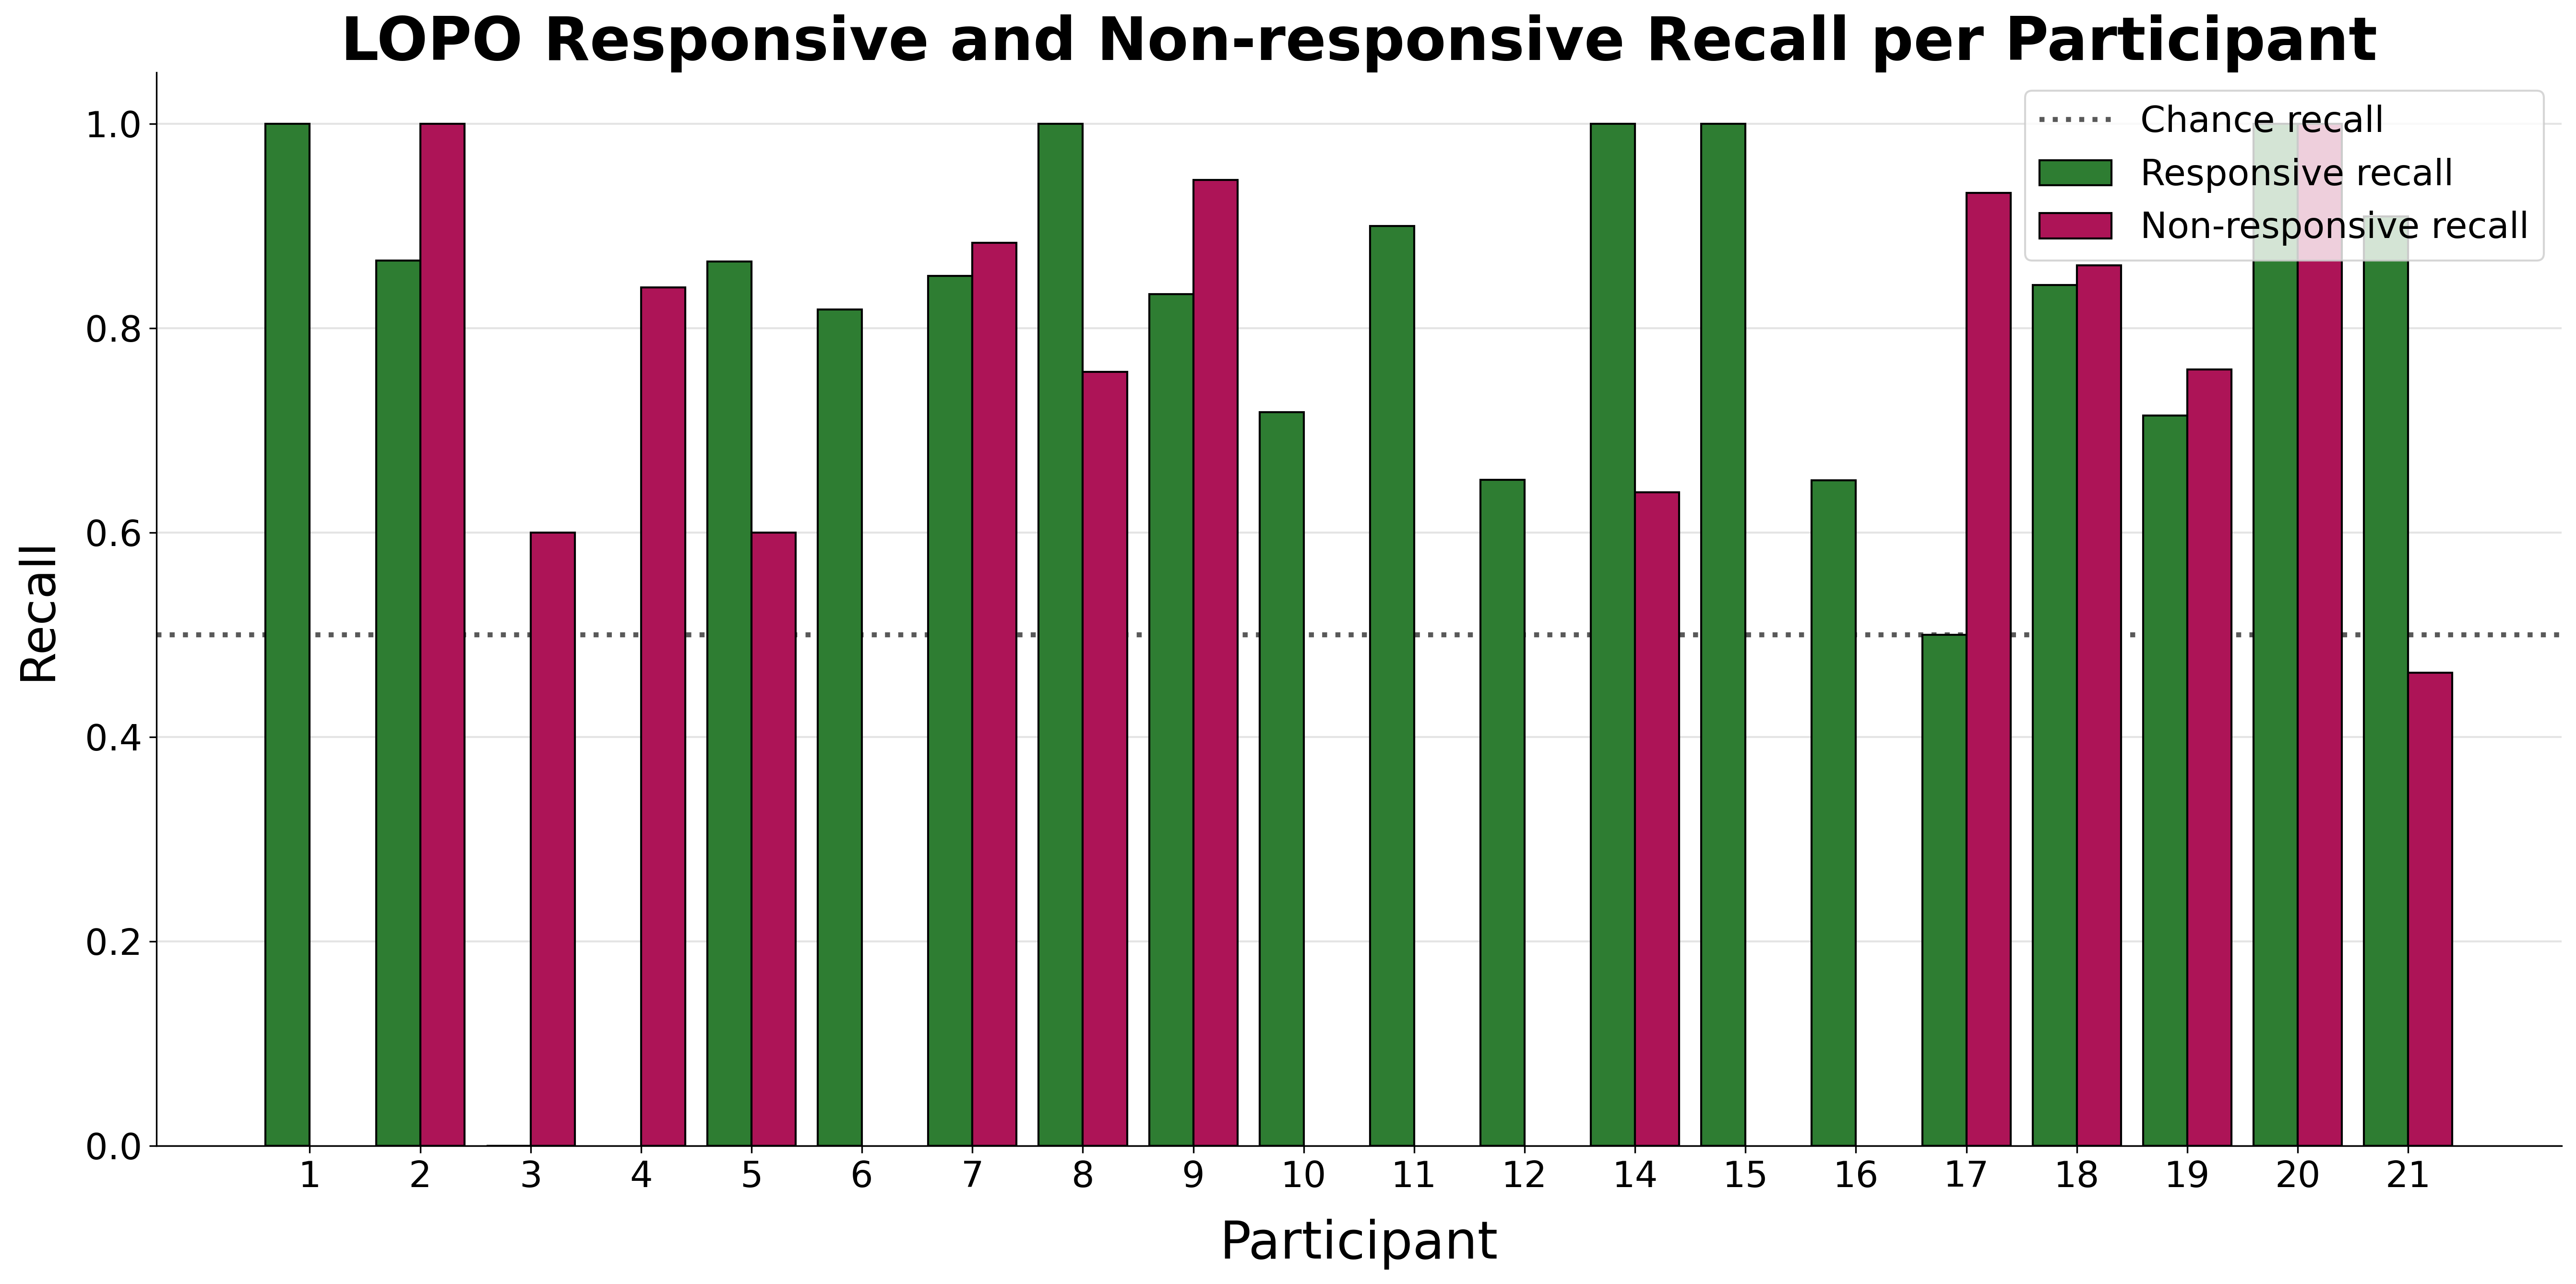 LOPO Responsive and Non-responsive Recall per Participant
Chance recall
Responsive recall
Non-responsive recall
1.0
0.8
0.6
0.4
0.2
0.0
Recall
1 2 3 4 5 6 7 8 9 10 11 12 14 15 16 17 18 19 20 21
Participant